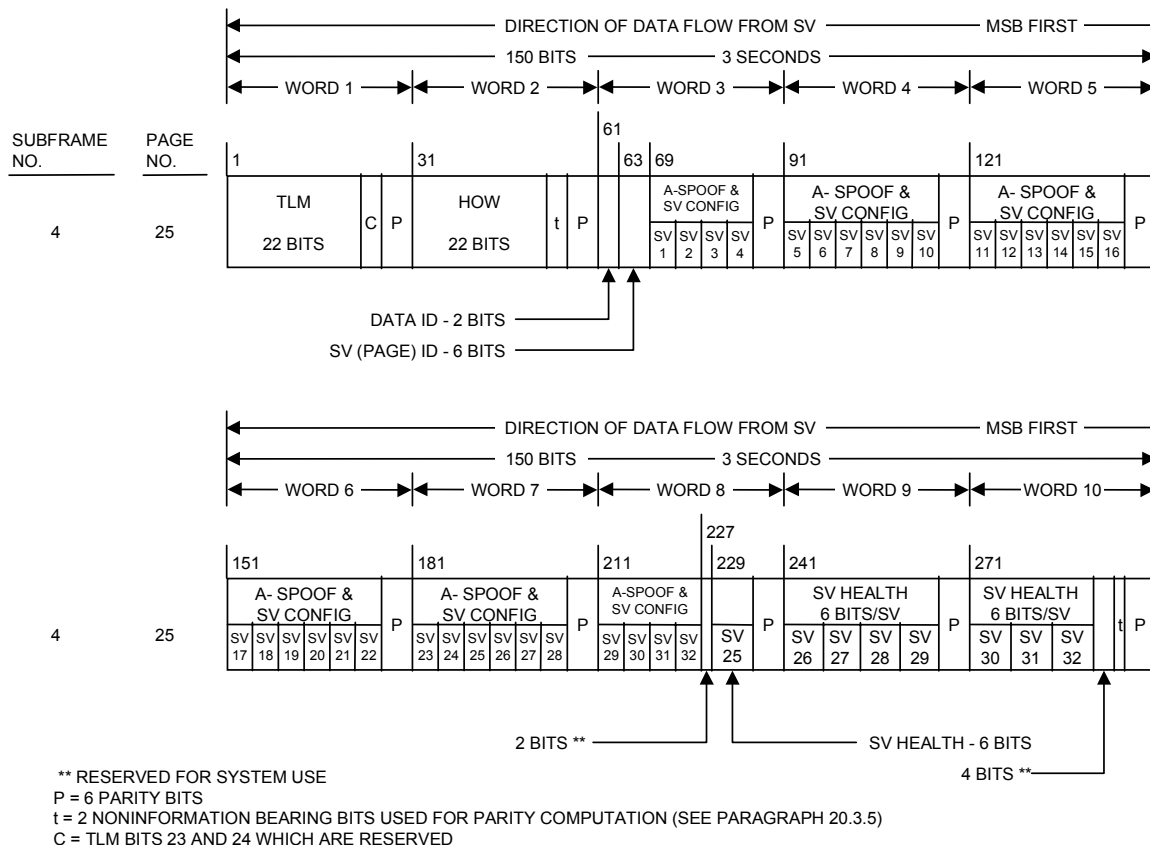 DIRECTION OF DATA FLOW FROM SV MSB FIRST
150 BITS 3 SECONDS
WORD 1 WORD 2 WORD 3 WORD 4 WORD 5
SUBFRAME NO. PAGE NO.
61
1 31 63 69 91 121
4 25
TLM 22 BITS C P
HOW 22 BITS t P
A-SPOOF & SV CONFIG
SV 1 SV 2 SV 3 SV 4 P
A- SPOOF & SV CONFIG
SV 5 SV 6 SV 7 SV 8 SV 9 SV 10 P
A- SPOOF & SV CONFIG
SV 11 SV 12 SV 13 SV 14 SV 15 SV 16 P
DATA ID - 2 BITS
SV (PAGE) ID - 6 BITS
DIRECTION OF DATA FLOW FROM SV MSB FIRST
150 BITS 3 SECONDS
WORD 6 WORD 7 WORD 8 WORD 9 WORD 10
227
151 181 211 229 241 271
4 25
A- SPOOF & SV CONFIG
SV 17 SV 18 SV 19 SV 20 SV 21 SV 22 P
A- SPOOF & SV CONFIG
SV 23 SV 24 SV 25 SV 26 SV 27 SV 28 P
A-SPOOF & SV CONFIG
SV 29 SV 30 SV 31 SV 32
SV 25 P
SV HEALTH 6 BITS/SV
SV 26 SV 27 SV 28 SV 29 P
SV HEALTH 6 BITS/SV
SV 30 SV 31 SV 32 t P
2 BITS ** SV HEALTH - 6 BITS
4 BITS **
** RESERVED FOR SYSTEM USE
P = 6 PARITY BITS
t = 2 NONINFORMATION BEARING BITS USED FOR PARITY COMPUTATION (SEE PARAGRAPH 20.3.5)
C = TLM BITS 23 AND 24 WHICH ARE RESERVED